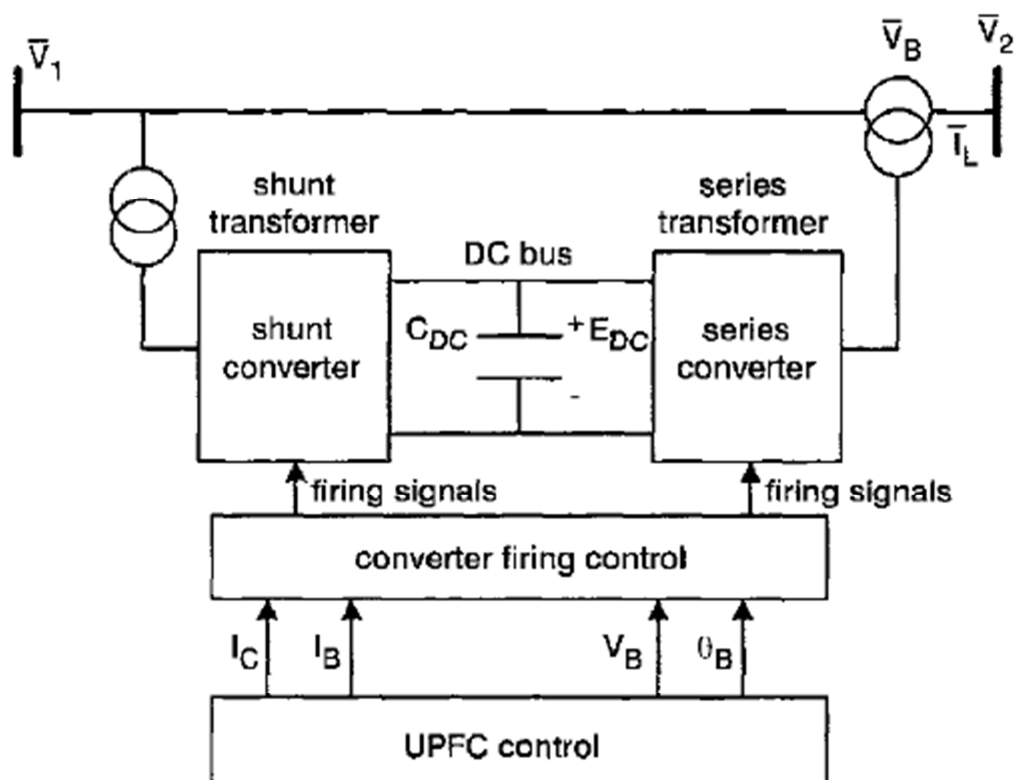 V̅1
V̅B
V̅2
I̅L
shunt
transformer
series
transformer
DC bus
shunt
converter
CDC
+
EDC
-
series
converter
firing signals
firing signals
converter firing control
IC
IB
VB
θB
UPFC control